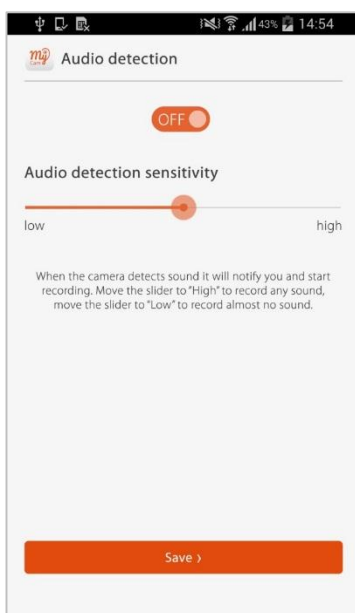 43% 14:54
my
Cam
Audio detection
OFF
Audio detection sensitivity
low high
When the camera detects sound it will notify you and start
recording. Move the slider to "High" to record any sound,
move the slider to "Low" to record almost no sound.
Save ›